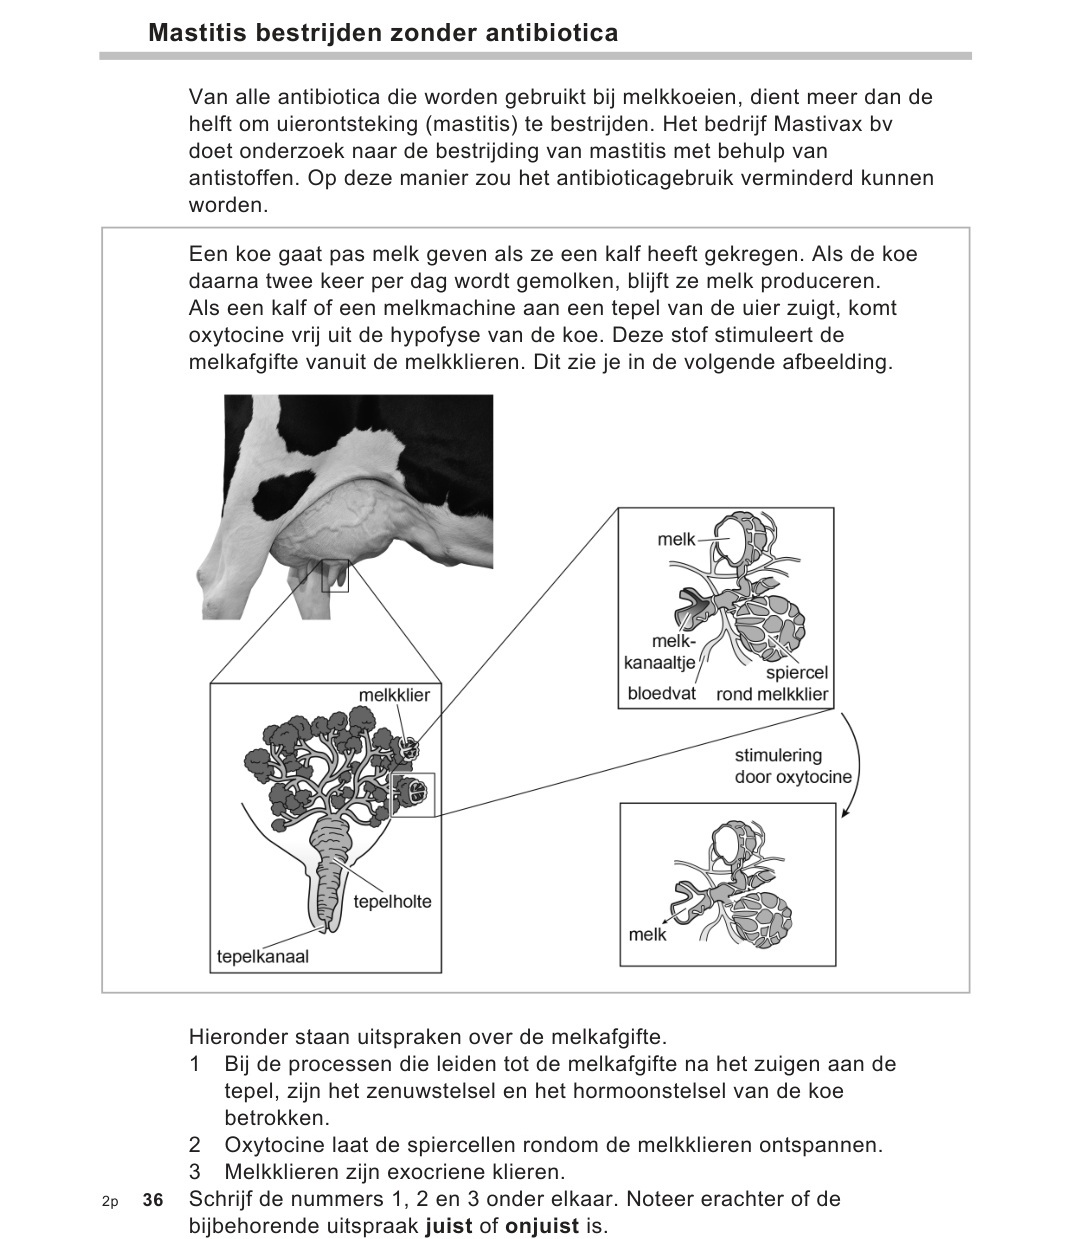 Mastitis bestrijden zonder antibiotica
Van alle antibiotica die worden gebruikt bij melkkoeien, dient meer dan de
helft om uierontsteking (mastitis) te bestrijden. Het bedrijf Mastivax bv
doet onderzoek naar de bestrijding van mastitis met behulp van
antistoffen. Op deze manier zou het antibioticagebruik verminderd kunnen
worden.
Een koe gaat pas melk geven als ze een kalf heeft gekregen. Als de koe
daarna twee keer per dag wordt gemolken, blijft ze melk produceren.
Als een kalf of een melkmachine aan een tepel van de uier zuigt, komt
oxytocine vrij uit de hypofyse van de koe. Deze stof stimuleert de
melkafgifte vanuit de melkklieren. Dit zie je in de volgende afbeelding.
melk
melk-
kanaaltje
spiercel
bloedvat rond melkklier
melkklier
stimulering
door oxytocine
tepelholte
melk
tepelkanaal
Hieronder staan uitspraken over de melkafgifte.
1 Bij de processen die leiden tot de melkafgifte na het zuigen aan de
tepel, zijn het zenuwstelsel en het hormoonstelsel van de koe
betrokken.
2 Oxytocine laat de spiercellen rondom de melkklieren ontspannen.
3 Melkklieren zijn exocriene klieren.
2p 36 Schrijf de nummers 1, 2 en 3 onder elkaar. Noteer erachter of de
bijbehorende uitspraak juist of onjuist is.